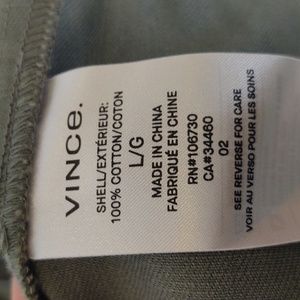 VINCE.
SHELL/EXTÉRIEUR:
100% COTTON/COTON
L/G
MADE IN CHINA
FABRIQUÉ EN CHINE
RN#106730
CA#34460
02
SEE REVERSE FOR CARE
VOIR AU VERSO POUR LES SOINS